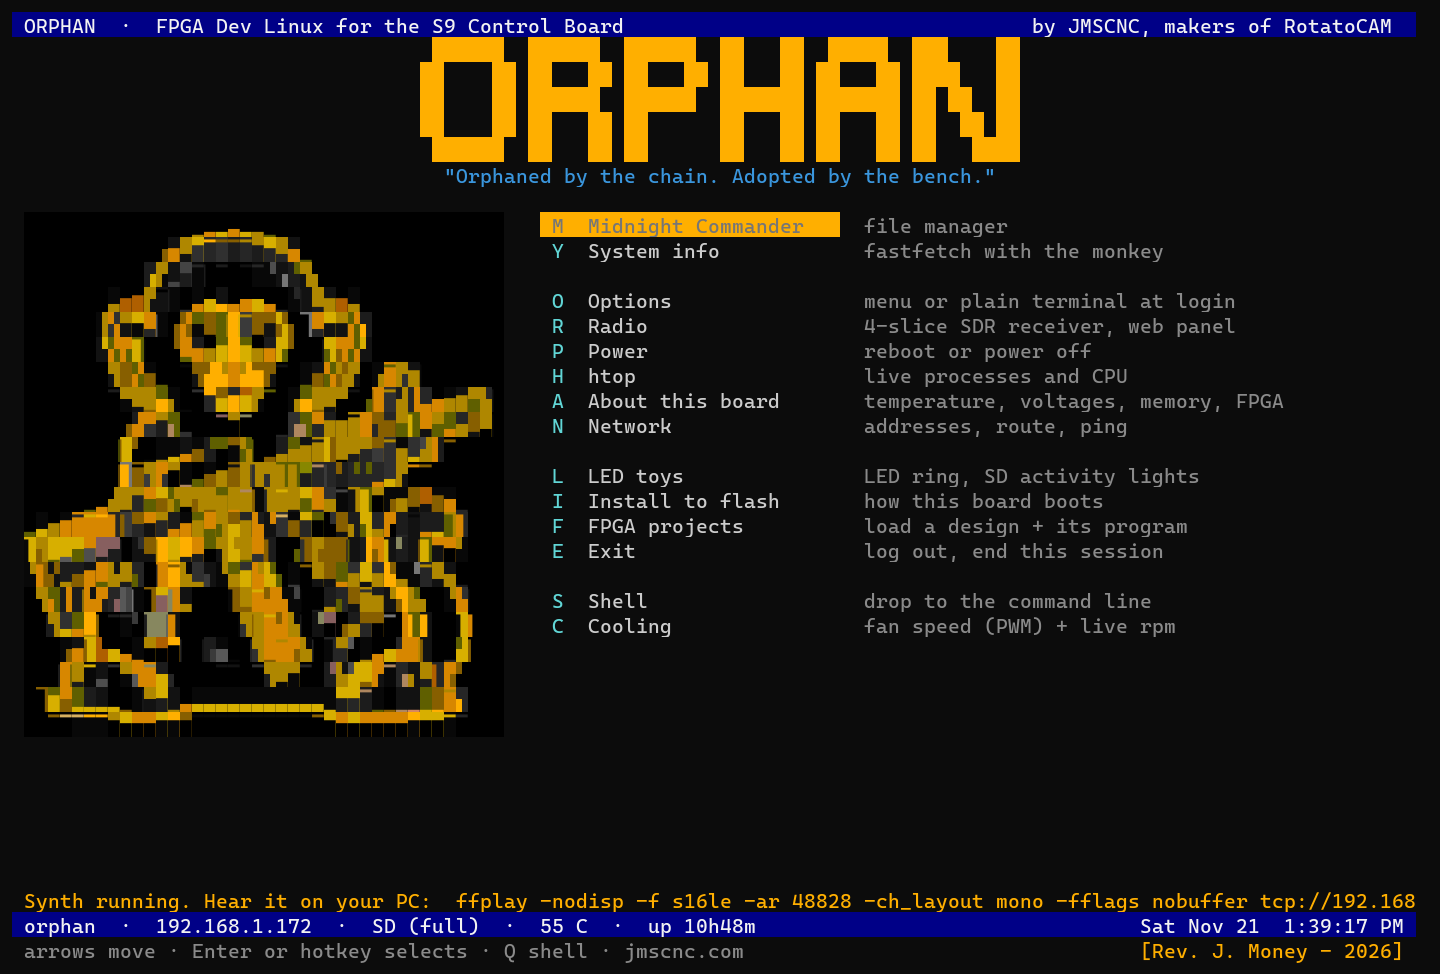 ORPHAN · FPGA Dev Linux for the S9 Control Board by JMSCNC, makers of RotatoCAM
ORPHAN
"Orphaned by the chain. Adopted by the bench."
M Midnight Commander file manager
Y System info fastfetch with the monkey
O Options menu or plain terminal at login
R Radio 4-slice SDR receiver, web panel
P Power reboot or power off
H htop live processes and CPU
A About this board temperature, voltages, memory, FPGA
N Network addresses, route, ping
L LED toys LED ring, SD activity lights
I Install to flash how this board boots
F FPGA projects load a design + its program
E Exit log out, end this session
S Shell drop to the command line
C Cooling fan speed (PWM) + live rpm
Synth running. Hear it on your PC: ffplay -nodisp -f s16le -ar 48828 -ch_layout mono -fflags nobuffer tcp://192.168
orphan · 192.168.1.172 · SD (full) · 55 C · up 10h48m Sat Nov 21 1:39:17 PM
arrows move · Enter or hotkey selects · Q shell · jmscnc.com [Rev. J. Money - 2026]